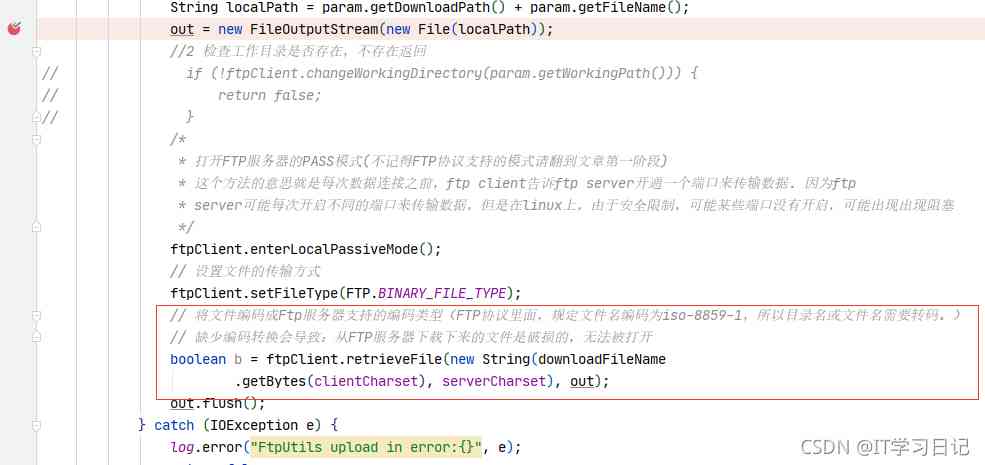 String localPath = param.getDownloadPath() + param.getFileName();
out = new FileOutputStream(new File(localPath));
//2 检查工作目录是否存在，不存在返回
// if (!ftpClient.changeWorkingDirectory(param.getWorkingPath())) {
// return false;
// }
/*
* 打开FTP服务器的PASS模式(不记得FTP协议支持的模式请翻到文章第一阶段)
* 这个方法的意思就是每次数据连接之前，ftp client告诉ftp server开通一个端口来传输数据. 因为ftp
* server可能每次开启不同的端口来传输数据，但是在linux上，由于安全限制，可能某些端口没有开启，可能出现出现阻塞
*/
ftpClient.enterLocalPassiveMode();
// 设置文件的传输方式
ftpClient.setFileType(FTP.BINARY_FILE_TYPE);
// 将文件编码成Ftp服务器支持的编码类型（FTP协议里面，规定文件名编码为iso-8859-1，所以目录名或文件名需要转码。）
// 缺少编码转换会导致：从FTP服务器下载下来的文件是破损的，无法被打开
boolean b = ftpClient.retrieveFile(new String(downloadFileName
.getBytes(clientCharset), serverCharset), out);
out.flush();
} catch (IOException e) {
log.error("FtpUtils upload in error:{}", e);
CSDN @IT学习日记